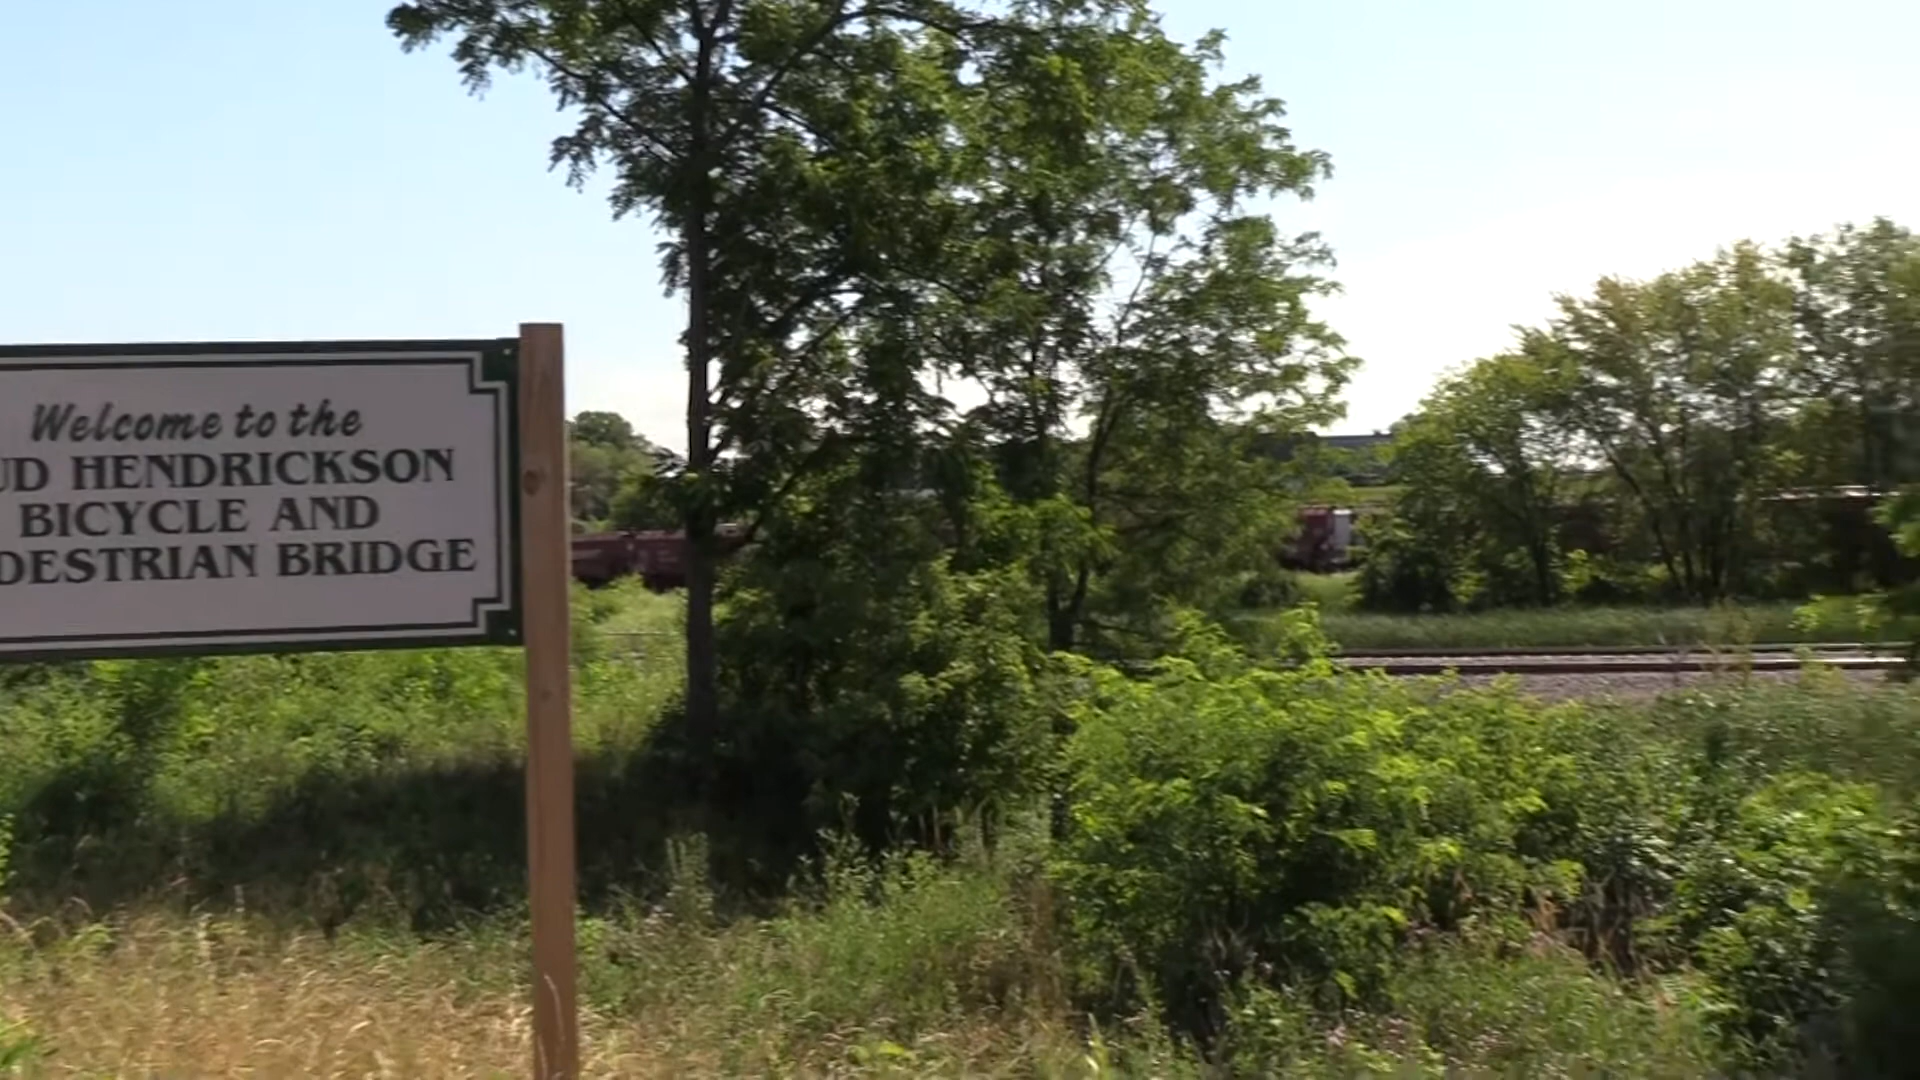 Welcome to the
UD HENDRICKSON
BICYCLE AND
DESTRIAN BRIDGE